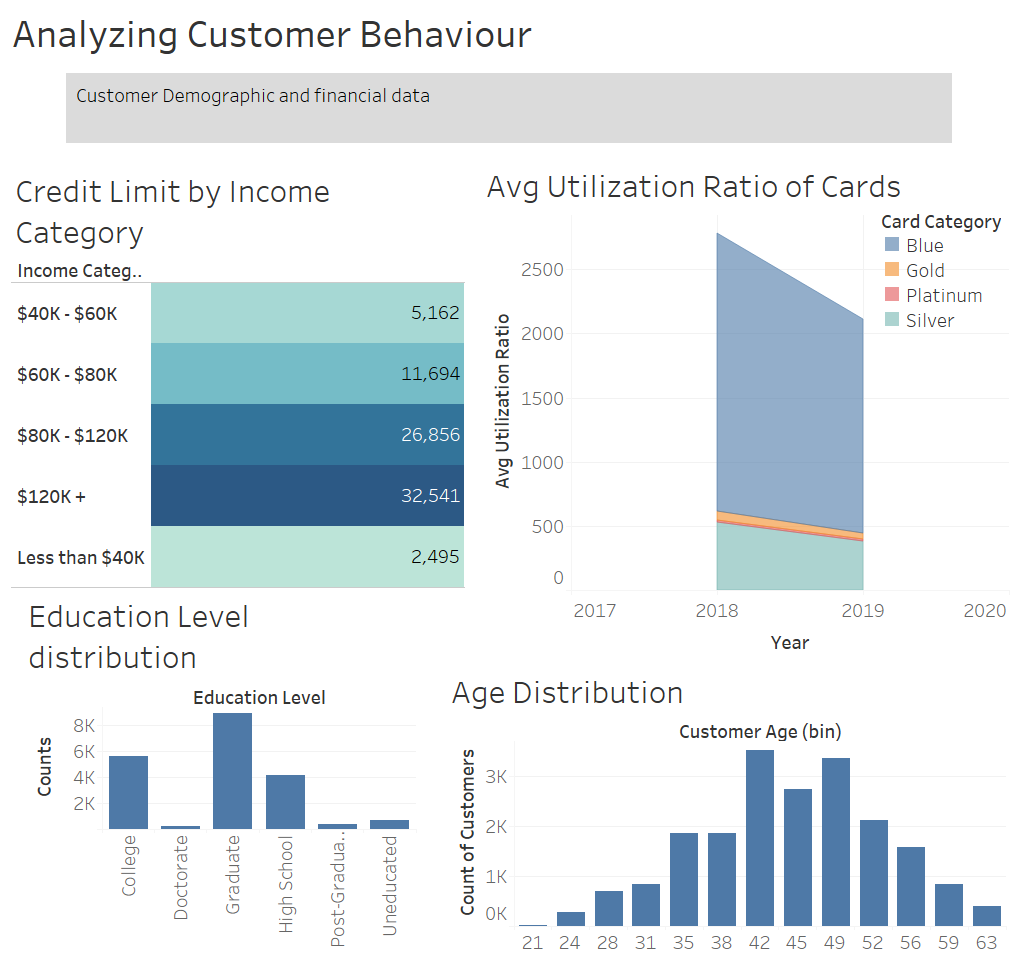 Analyzing Customer Behaviour
Customer Demographic and financial data
Credit Limit by Income
Category
Income Categ..
$40K - $60K 5,162
$60K - $80K 11,694
$80K - $120K 26,856
$120K + 32,541
Less than $40K 2,495
Avg Utilization Ratio of Cards
Card Category
Blue
Gold
Platinum
Silver
Avg Utilization Ratio
2500
2000
1500
1000
500
0
2017 2018 2019 2020
Year
Education Level
distribution
Education Level
Counts
8K
6K
4K
2K
College
Doctorate
Graduate
High School
Post-Gradua..
Uneducated
Age Distribution
Customer Age (bin)
Count of Customers
3K
2K
1K
0K
21 24 28 31 35 38 42 45 49 52 56 59 63